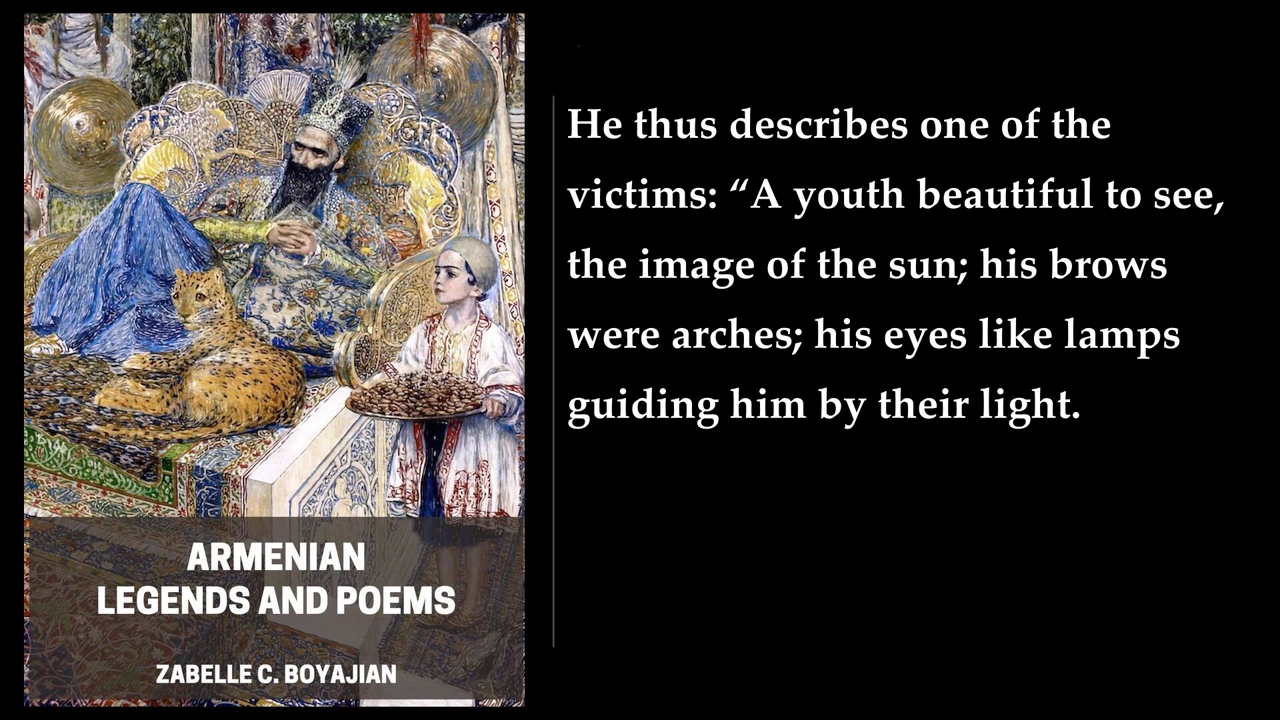 He thus describes one of the
victims: “A youth beautiful to see,
the image of the sun; his brows
were arches; his eyes like lamps
guiding him by their light.
ARMENIAN
LEGENDS AND POEMS
ZABELLE C. BOYAJIAN